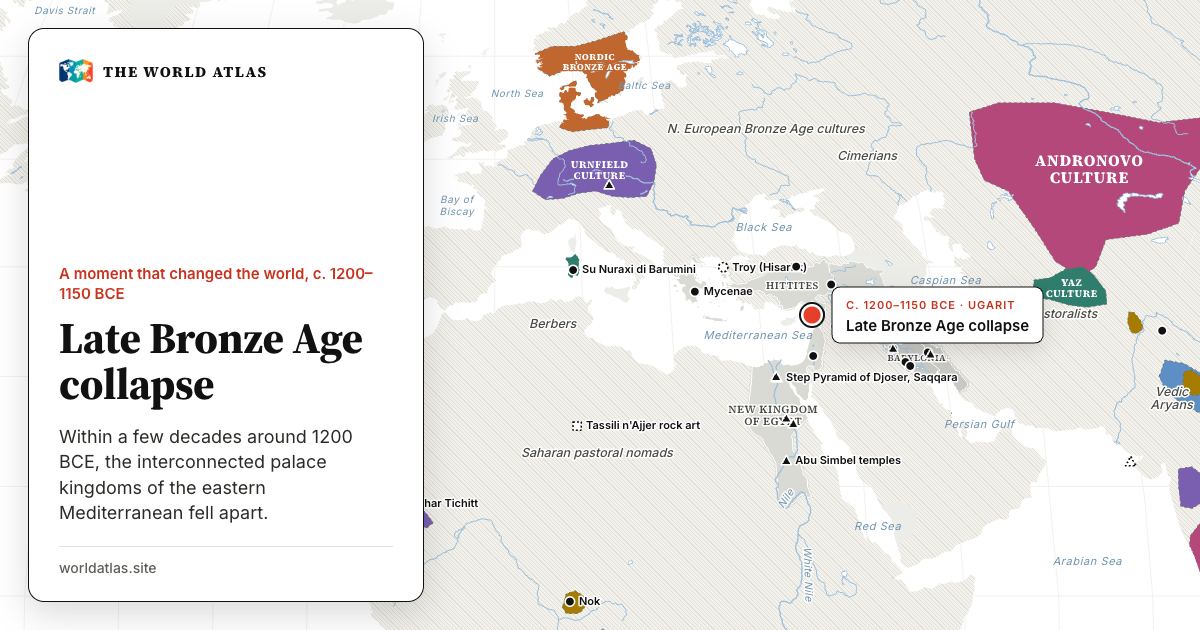 Davis Strait
THE WORLD ATLAS
A moment that changed the world, c. 1200–
1150 BCE
Late Bronze Age
collapse
Within a few decades around 1200
BCE, the interconnected palace
kingdoms of the eastern
Mediterranean fell apart.
worldatlas.site
NORDIC
BRONZE AGE
Baltic Sea
North Sea
Irish Sea
N. European Bronze Age cultures
Cimerians
URNFIELD
CULTURE
ANDRONOVO
CULTURE
Bay of
Biscay
Black Sea
Su Nuraxi di Barumini
Troy (Hisar
Mycenae
HITTITES
Caspian Sea
YAZ
CULTURE
C. 1200–1150 BCE · UGARIT
Late Bronze Age collapse
storalists
Berbers
Mediterranean Sea
BABYLONIA
Step Pyramid of Djoser, Saqqara
Vedic
Aryans
NEW KINGDOM
OF EGYPT
Tassili n'Ajjer rock art
Persian Gulf
Saharan pastoral nomads
Abu Simbel temples
Nile
har Tichitt
Red Sea
White Nile
Arabian Sea
Nok